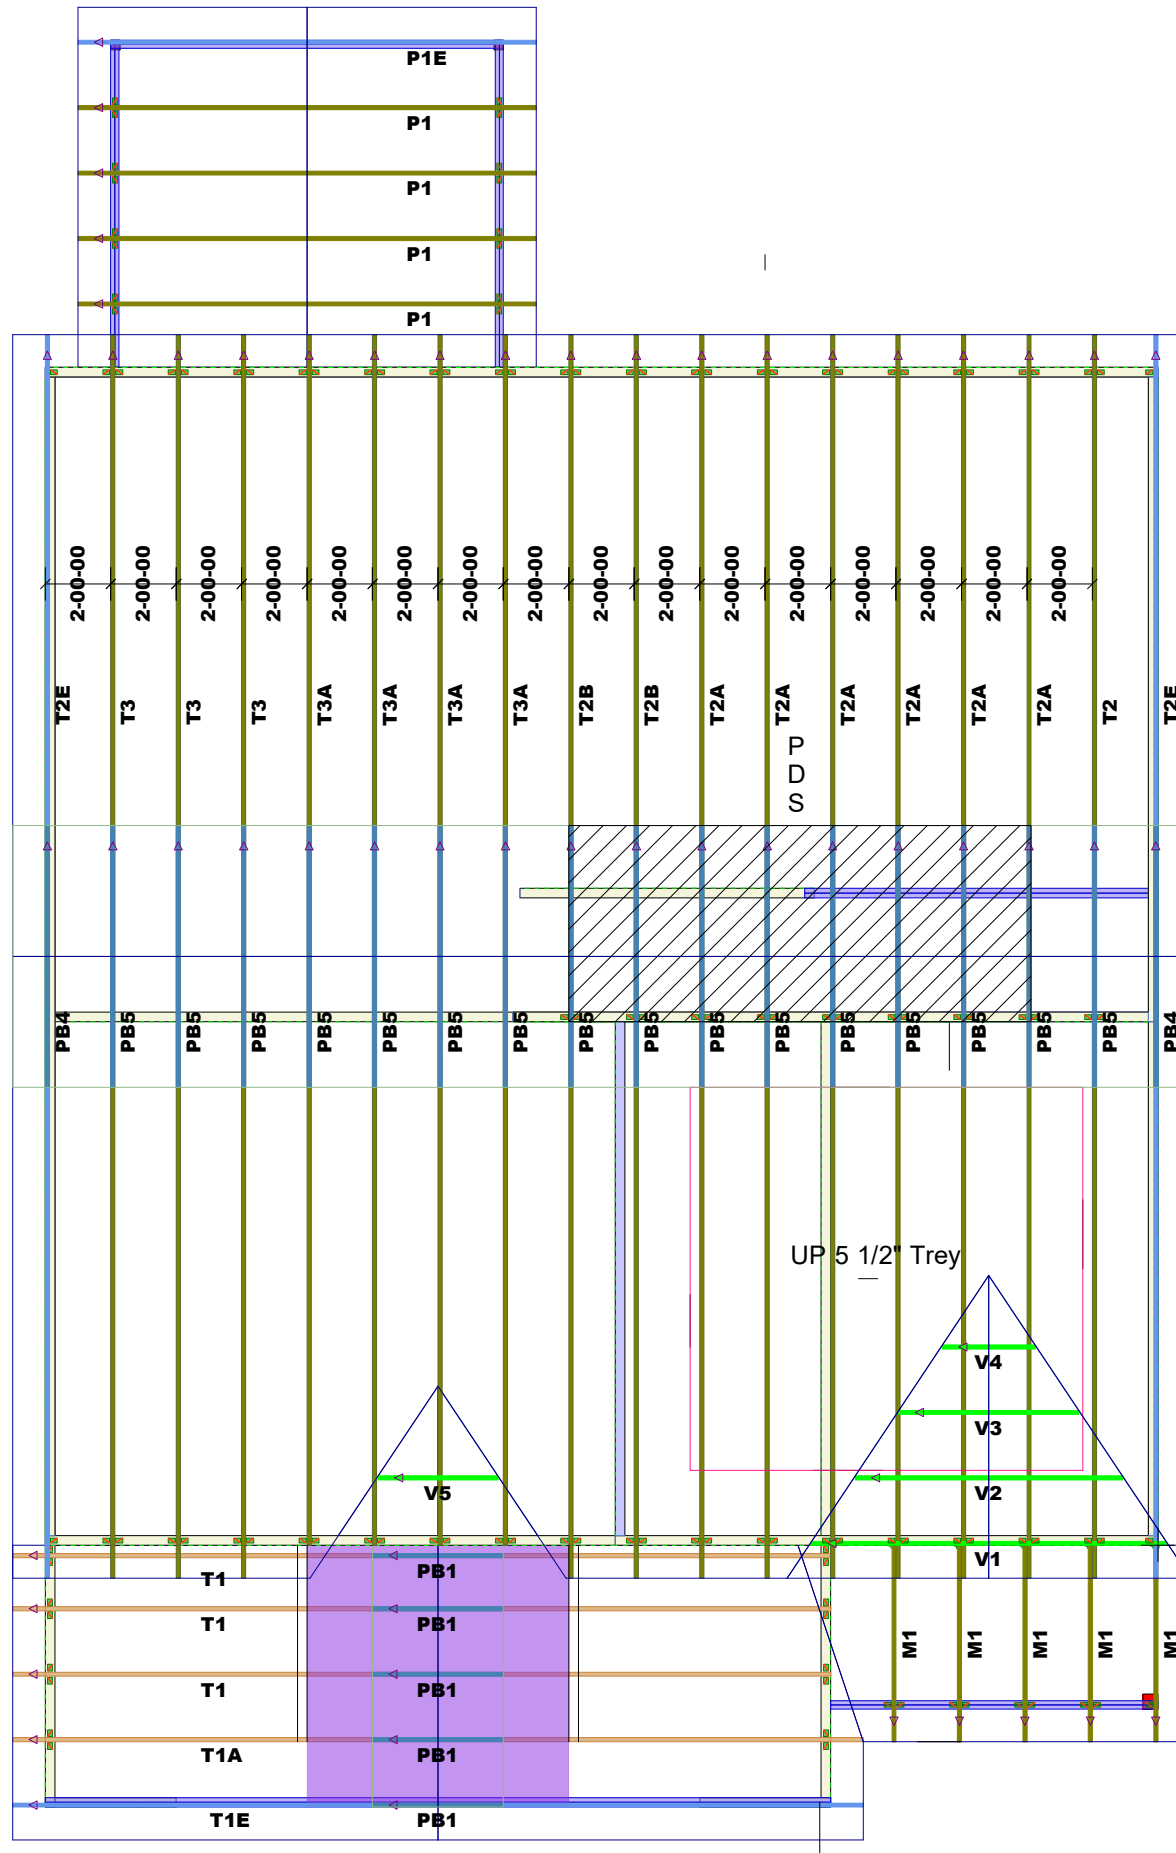 P1E
P1
P1
P1
P1
2-00-00 2-00-00 2-00-00 2-00-00 2-00-00 2-00-00 2-00-00 2-00-00 2-00-00 2-00-00 2-00-00 2-00-00 2-00-00 2-00-00 2-00-00 2-00-00
T2E T3 T3 T3 T3A T3A T3A T3A T2B T2B T2A T2A T2A T2A T2A T2A T2 T2E
P
D
S
PB4 PB5 PB5 PB5 PB5 PB5 PB5 PB5 PB5 PB5 PB5 PB5 PB5 PB5 PB5 PB5 PB5 PB4
UP 5 1/2" Trey
V4
V3
V5 V2
V1
T1 PB1
T1 PB1
M1 M1 M1 M1 M1
T1 PB1
T1A PB1
T1E PB1